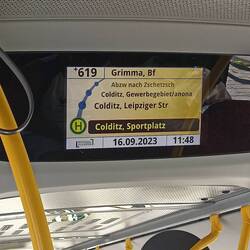 +619 Grimma, Bf
Abzw nach Zschetzsch
Colditz, Gewerbegebiet/anona
Colditz, Leipziger Str
H Colditz, Sportplatz
16.09.2023 11:48